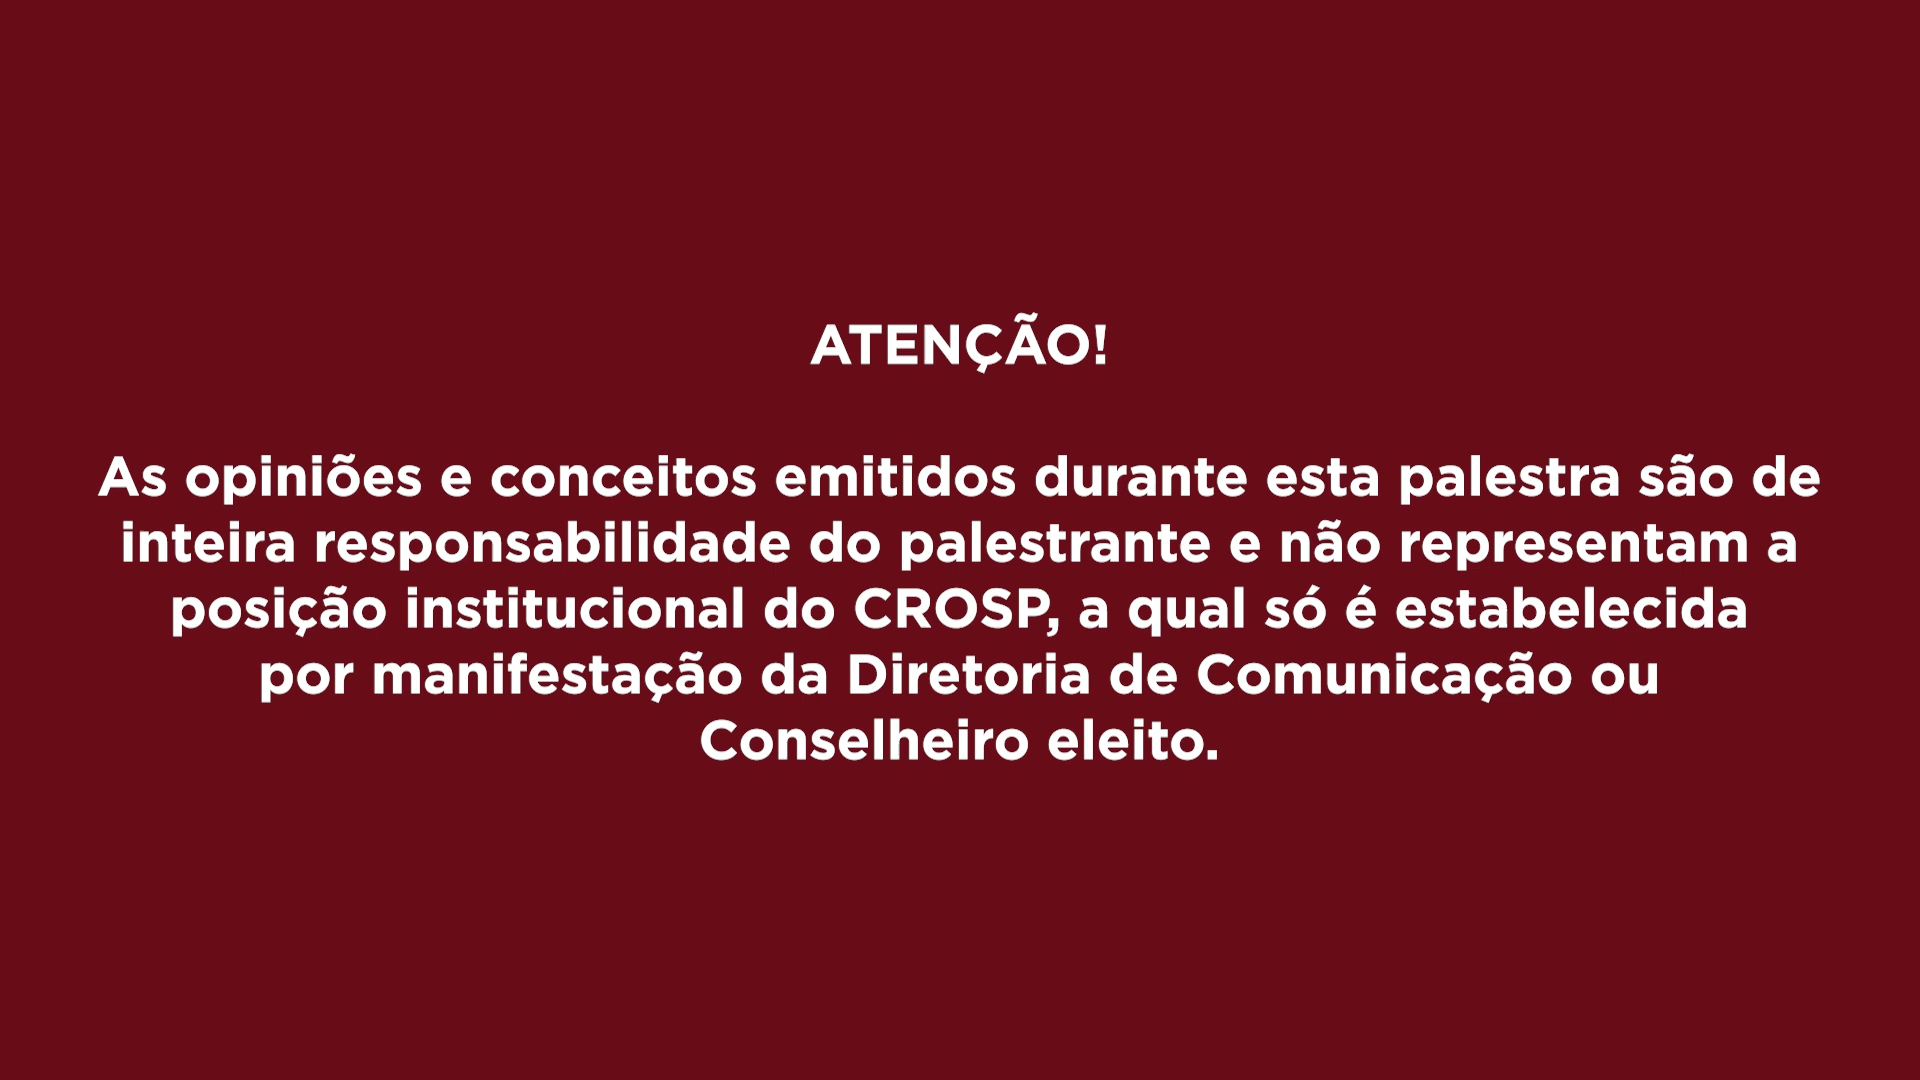 ATENÇÃO!
As opiniões e conceitos emitidos durante esta palestra são de
inteira responsabilidade do palestrante e não representam a
posição institucional do CROSP, a qual só é estabelecida
por manifestação da Diretoria de Comunicação ou
Conselheiro eleito.